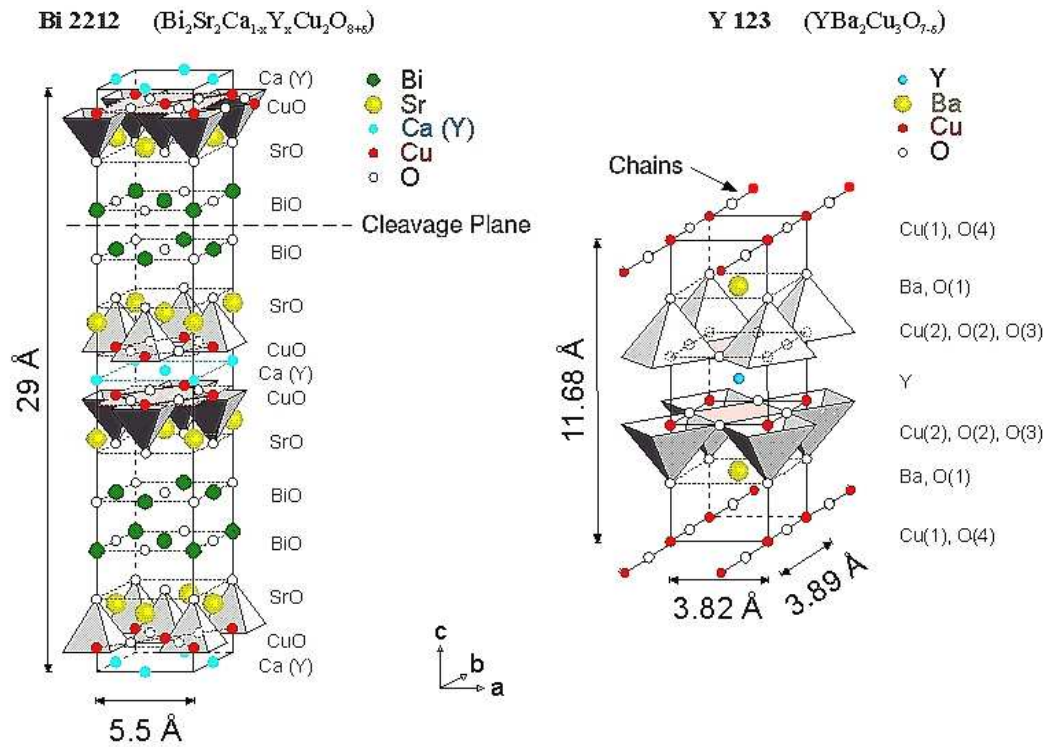 Bi 2212 (Bi₂Sr₂Ca₁₋ₓYₓCu₂O₈₊δ)
Y 123 (YBa₂Cu₃O₇₋δ)
Ca (Y)
CuO
SrO
BiO
BiO
SrO
CuO
Ca (Y)
CuO
SrO
BiO
BiO
SrO
CuO
Ca (Y)
29 Å
5.5 Å
Bi
Sr
Ca (Y)
Cu
O
Cleavage Plane
c
b
a
Y
Ba
Cu
O
Chains
Cu(1), O(4)
Ba, O(1)
Cu(2), O(2), O(3)
Y
Cu(2), O(2), O(3)
Ba, O(1)
Cu(1), O(4)
11.68 Å
3.82 Å
3.89 Å